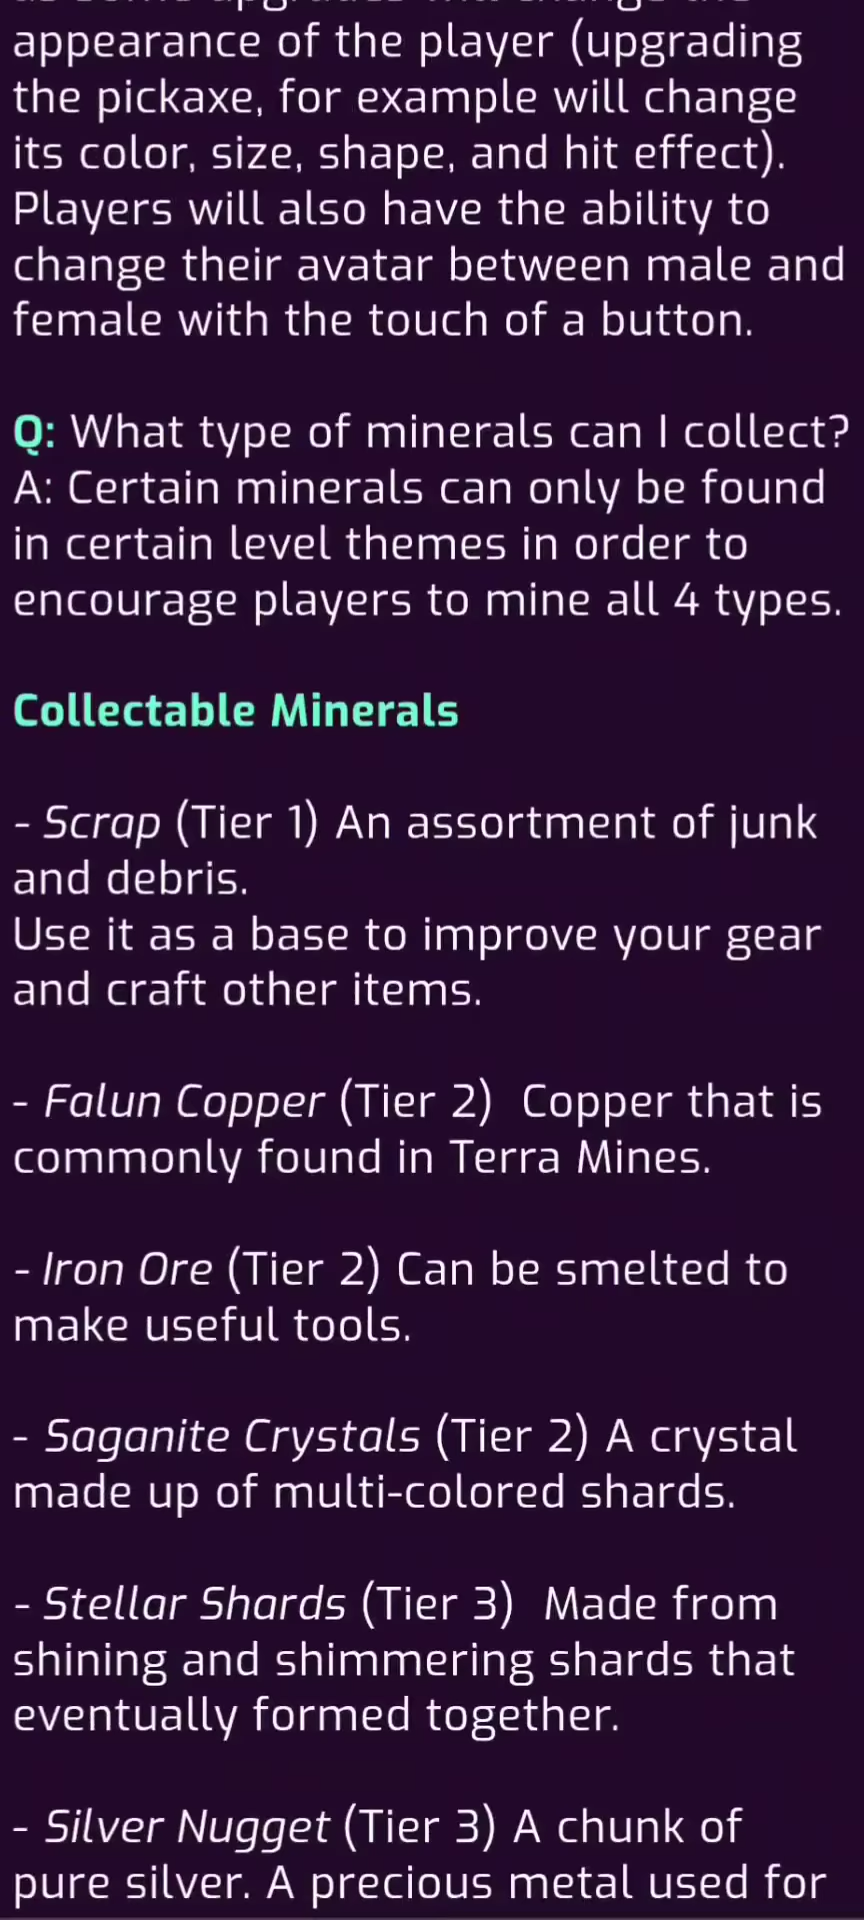 appearance of the player (upgrading
the pickaxe, for example will change
its color, size, shape, and hit effect).
Players will also have the ability to
change their avatar between male and
female with the touch of a button.
Q: What type of minerals can I collect?
A: Certain minerals can only be found
in certain level themes in order to
encourage players to mine all 4 types.
Collectable Minerals
- Scrap (Tier 1) An assortment of junk
and debris.
Use it as a base to improve your gear
and craft other items.
- Falun Copper (Tier 2)  Copper that is
commonly found in Terra Mines.
- Iron Ore (Tier 2) Can be smelted to
make useful tools.
- Saganite Crystals (Tier 2) A crystal
made up of multi-colored shards.
- Stellar Shards (Tier 3)  Made from
shining and shimmering shards that
eventually formed together.
- Silver Nugget (Tier 3) A chunk of
pure silver. A precious metal used for